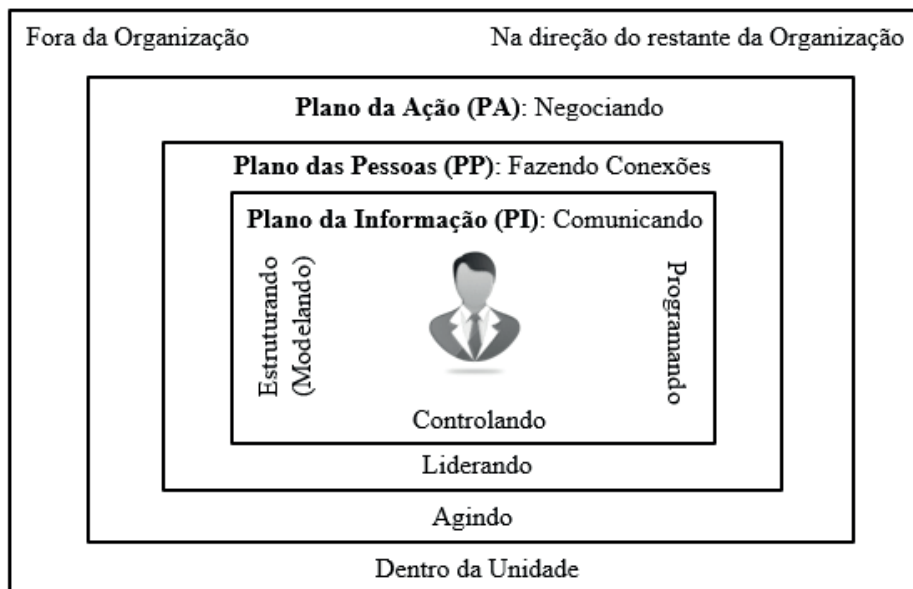 Fora da Organização
Na direção do restante da Organização
Plano da Ação (PA): Negociando
Plano das Pessoas (PP): Fazendo Conexões
Plano da Informação (PI): Comunicando
Estruturando
(Modelando)
Programando
Controlando
Liderando
Agindo
Dentro da Unidade